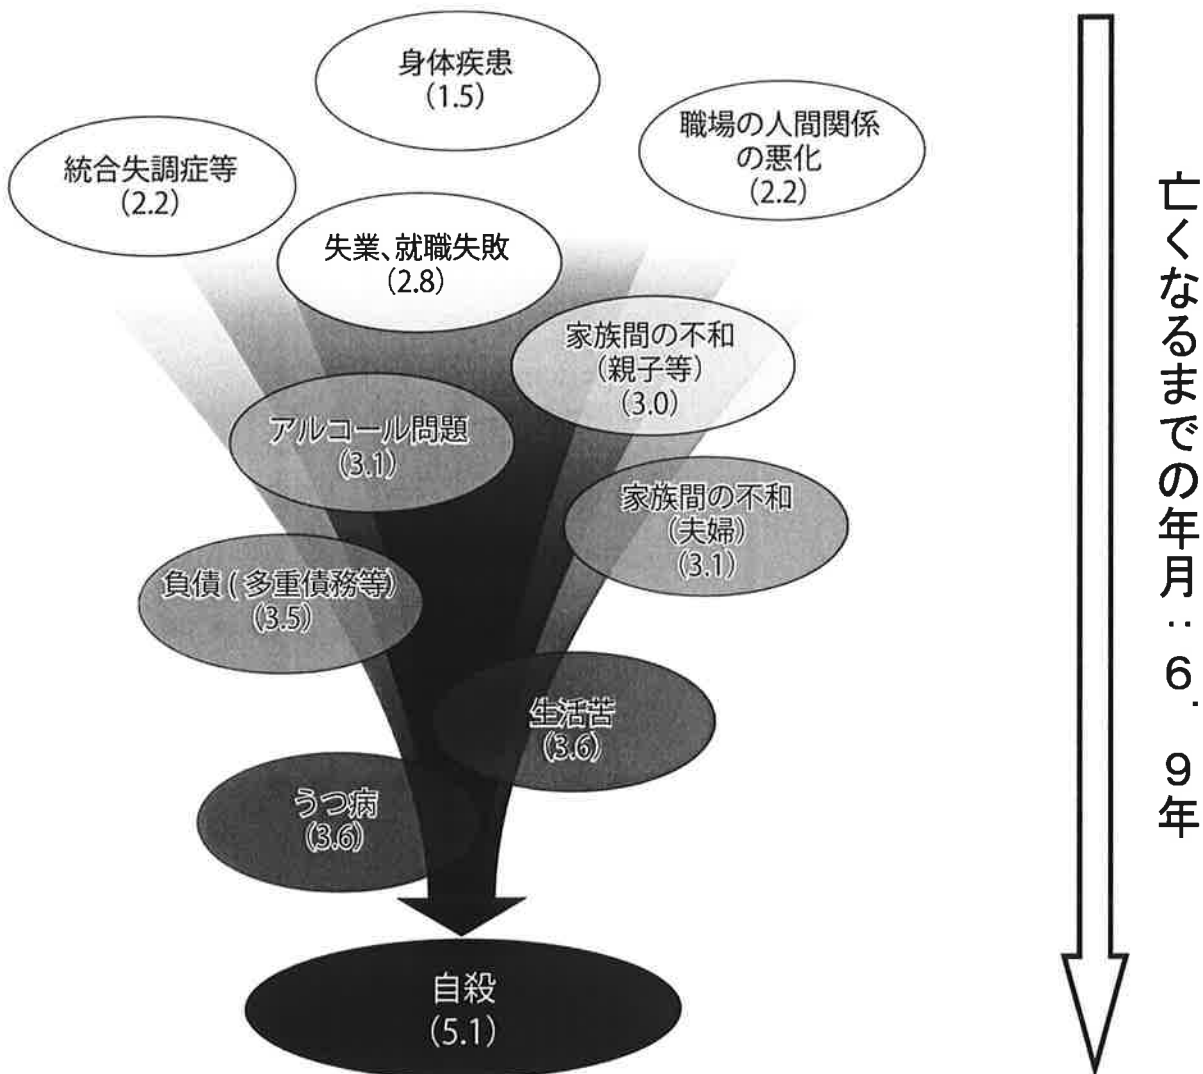 身体疾患
(1.5)
職場の人間関係
の悪化
(2.2)
統合失調症等
(2.2)
失業、就職失敗
(2.8)
家族間の不和
(親子等)
(3.0)
アルコール問題
(3.1)
家族間の不和
(夫婦)
(3.1)
負債(多重債務等)
(3.5)
生活苦
(3.6)
うつ病
(3.6)
自殺
(5.1)
亡くなるまでの年月：６．９年